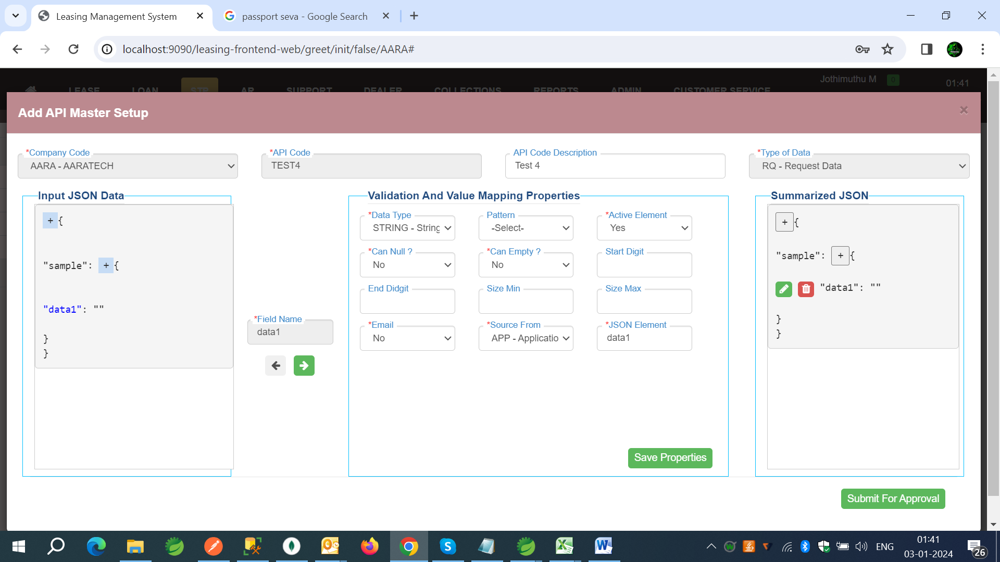 Leasing Management System
passport seva - Google Search
localhost:9090/leasing-frontend-web/greet/init/false/AARA#
Jothimuthu M 0 01:41
LEASE LOAN STP AR SUPPORT DEALER COLLECTIONS REPORTS ADMIN CUSTOMER SERVICE
Add API Master Setup ×
*Company Code
AARA - AARATECH
*API Code
TEST4
API Code Description
Test 4
*Type of Data
RQ - Request Data
Input JSON Data
+ {
"sample": + {
"data1": ""
}
}
*Field Name
data1
Validation And Value Mapping Properties
*Data Type
STRING - String
Pattern
-Select-
*Active Element
Yes
*Can Null ?
No
*Can Empty ?
No
Start Digit
End Didgit
Size Min
Size Max
*Email
No
*Source From
APP - Applicatio
*JSON Element
data1
Save Properties
Summarized JSON
+ {
"sample": + {
"data1": ""
}
}
Submit For Approval
ENG
01:41
03-01-2024
26